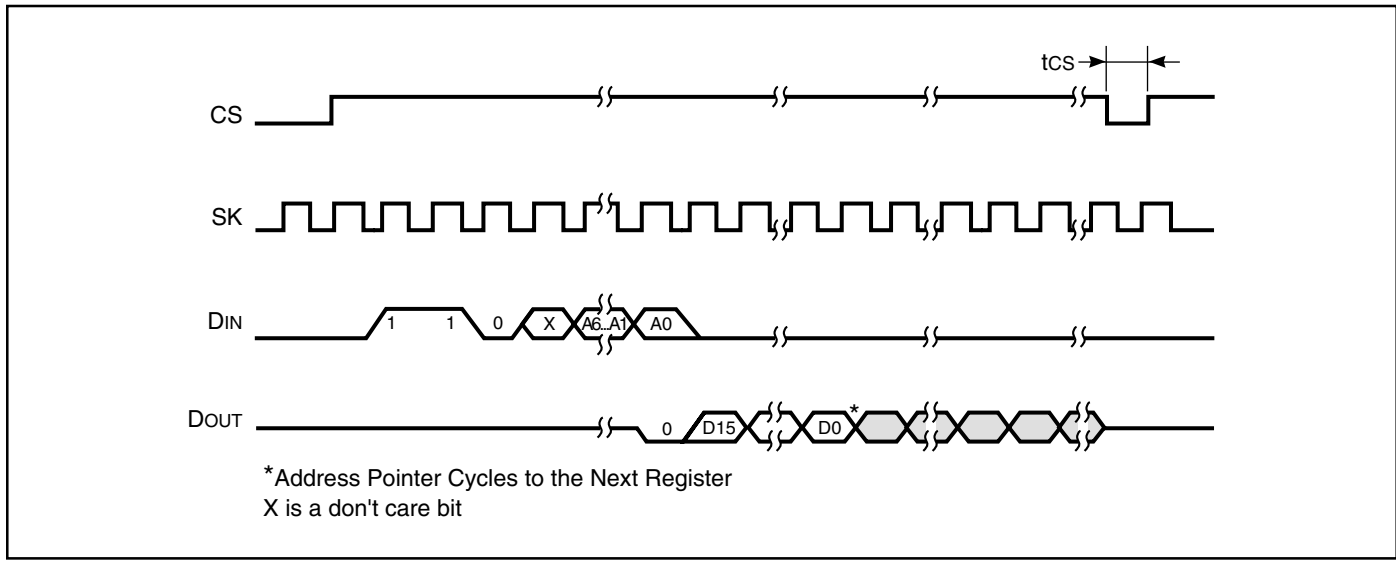 tCS
CS
SK
DIN 1 1 0 X A6...A1 A0
DOUT 0 D15 D0 *
*Address Pointer Cycles to the Next Register
X is a don't care bit